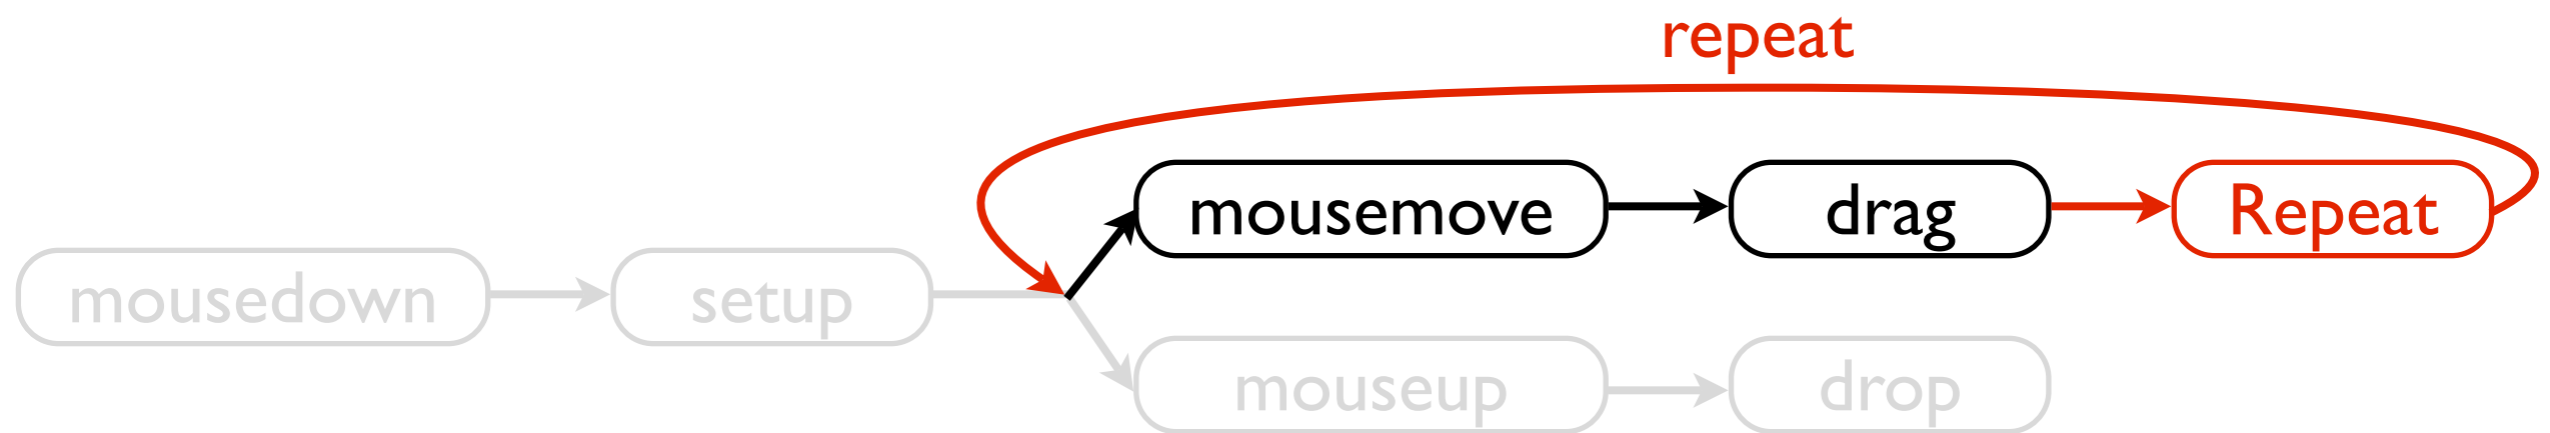 repeat
mousemove
drag
Repeat
mousedown
setup
mouseup
drop